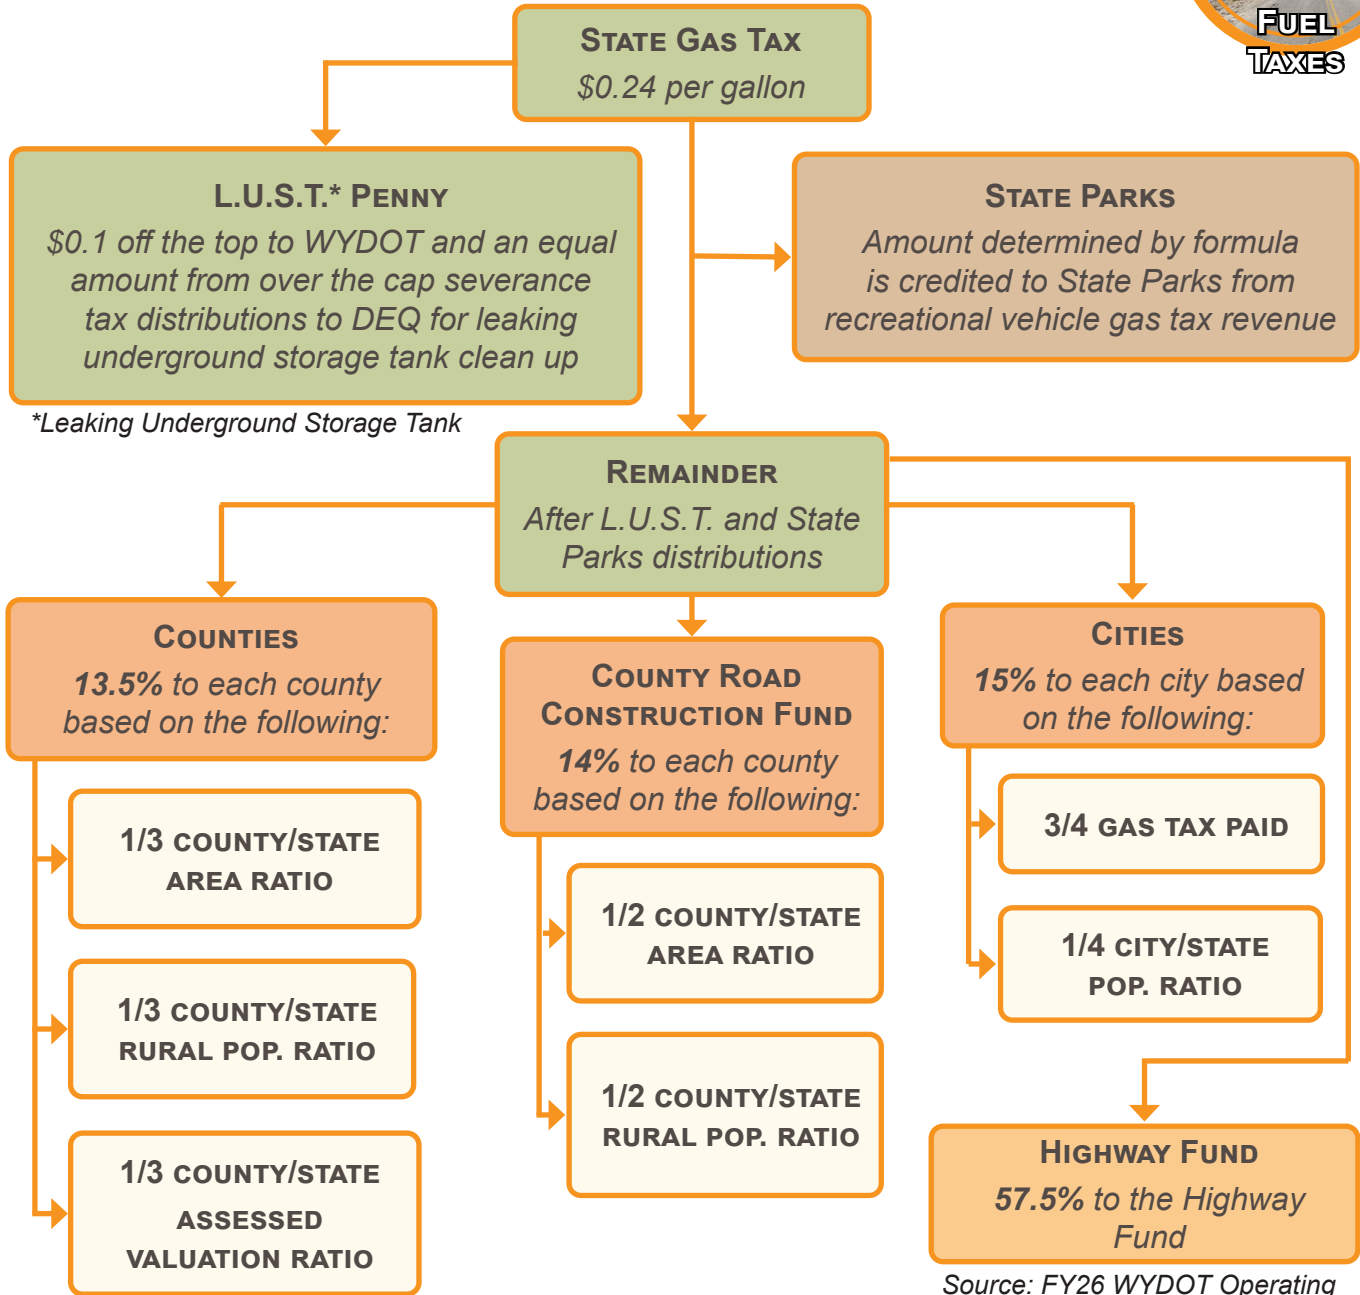 FUEL
TAXES
STATE GAS TAX
$0.24 per gallon
L.U.S.T.* PENNY
$0.1 off the top to WYDOT and an equal
amount from over the cap severance
tax distributions to DEQ for leaking
underground storage tank clean up
*Leaking Underground Storage Tank
STATE PARKS
Amount determined by formula
is credited to State Parks from
recreational vehicle gas tax revenue
REMAINDER
After L.U.S.T. and State
Parks distributions
COUNTIES
13.5% to each county
based on the following:
1/3 COUNTY/STATE
AREA RATIO
1/3 COUNTY/STATE
RURAL POP. RATIO
1/3 COUNTY/STATE
ASSESSED
VALUATION RATIO
COUNTY ROAD
CONSTRUCTION FUND
14% to each county
based on the following:
1/2 COUNTY/STATE
AREA RATIO
1/2 COUNTY/STATE
RURAL POP. RATIO
CITIES
15% to each city based
on the following:
3/4 GAS TAX PAID
1/4 CITY/STATE
POP. RATIO
HIGHWAY FUND
57.5% to the Highway
Fund
Source: FY26 WYDOT Operating